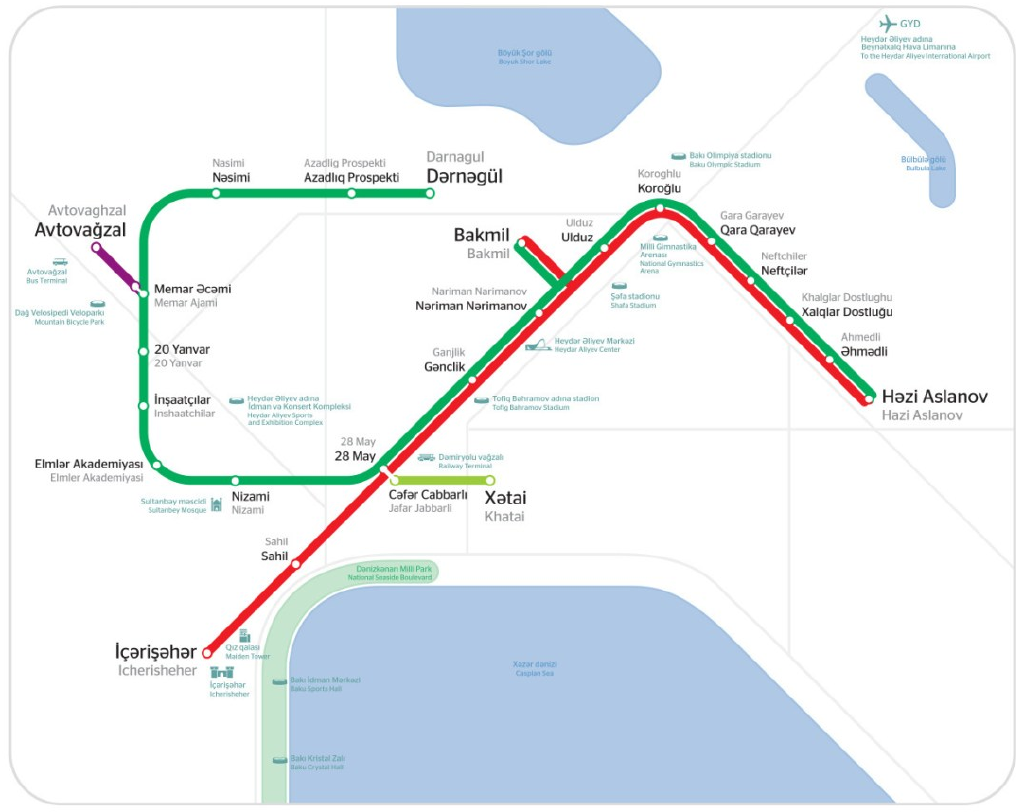 GYD
Heydər Əliyev adına
Beynəlxalq Hava Limanına
To the Heydar Aliyev International Airport
Böyük Şor gölü
Boyuk Shor Lake
Bülbülə gölü
Bulbula Lake
Bakı Olimpiya stadionu
Baku Olympic Stadium
Nasimi
Nəsimi
Azadlig Prospekti
Azadlıq Prospekti
Darnagul
Dərnəgül
Koroghlu
Koroğlu
Avtovaghzal
Avtovağzal
Avtovağzal
Bus Terminal
Bakmil
Bakmil
Ulduz
Ulduz
Gara Garayev
Qara Qarayev
Milli Gimnastika
Arenası
National Gymnastics
Arena
Neftchiler
Neftçilər
Memar Əcəmi
Memar Ajami
Dağ Velosipedi Veloparkı
Mountain Bicycle Park
Nariman Narimanov
Nəriman Nərimanov
Şəfa stadionu
Shafa Stadium
Khalglar Dostlughu
Xalqlar Dostluğu
Heydər Əliyev Mərkəzi
Heydar Aliyev Center
Ahmedli
Əhmədli
20 Yanvar
20 Yanvar
Ganjlik
Gənclik
İnşaatçılar
Inshaatchilar
Heydər Əliyev adına
İdman və Konsert Kompleksi
Heydar Aliyev Sports
and Exhibition Complex
Tofiq Bəhramov adına stadion
Tofig Bahramov Stadium
Həzi Aslanov
Hazi Aslanov
28 May
28 May
Dəmiryolu vağzalı
Railway Terminal
Elmlər Akademiyası
Elmler Akademiyasi
Nizami
Nizami
Sultanbəy məscidi
Sultanbey Mosque
Cəfər Cabbarlı
Jafar Jabbarli
Xətai
Khatai
Sahil
Sahil
Dənizkənarı Milli Park
National Seaside Boulevard
İçərişəhər
Icherisheher
Qız qalası
Maiden Tower
İçərişəhər
Icherisheher
Xəzər dənizi
Caspian Sea
Bakı İdman Mərkəzi
Baku Sports Hall
Bakı Kristal Zalı
Baku Crystal Hall